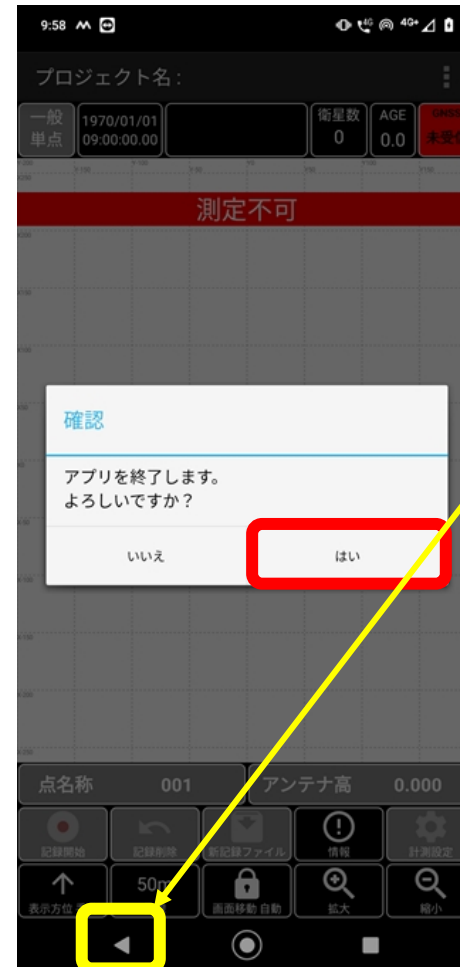 9:58
4G
4G+
プロジェクト名 :
一般
単点
1970/01/01
09:00:00.00
衛星数
0
AGE
0.0
GNSS
未受信
測定不可
確認
アプリを終了します。
よろしいですか？
いいえ
はい
点名称 001
アンテナ高 0.000
記録開始
記録削除
新記録ファイル
情報
計測設定
表示方位
50m
画面移動 自動
拡大
縮小